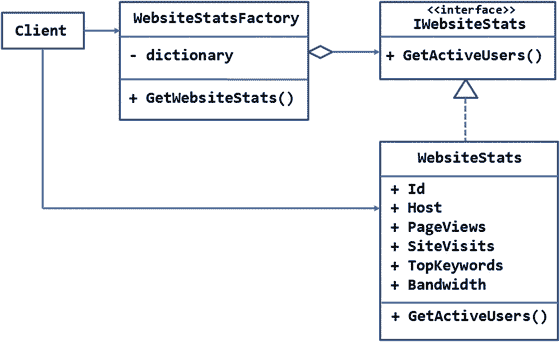 Client
WebsiteStatsFactory
- dictionary
+ GetWebsiteStats()
<<interface>>
IWebsiteStats
+ GetActiveUsers()
WebsiteStats
+ Id
+ Host
+ PageViews
+ SiteVisits
+ TopKeywords
+ Bandwidth
+ GetActiveUsers()